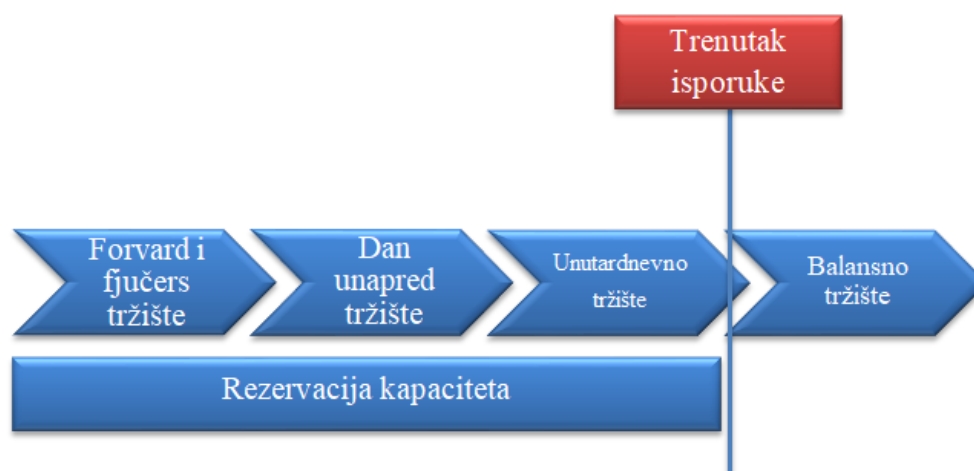 Trenutak
isporuke
Forvard i
fjučers
tržište
Dan
unapred
tržište
Unutardnevno
tržište
Balansno
tržište
Rezervacija kapaciteta